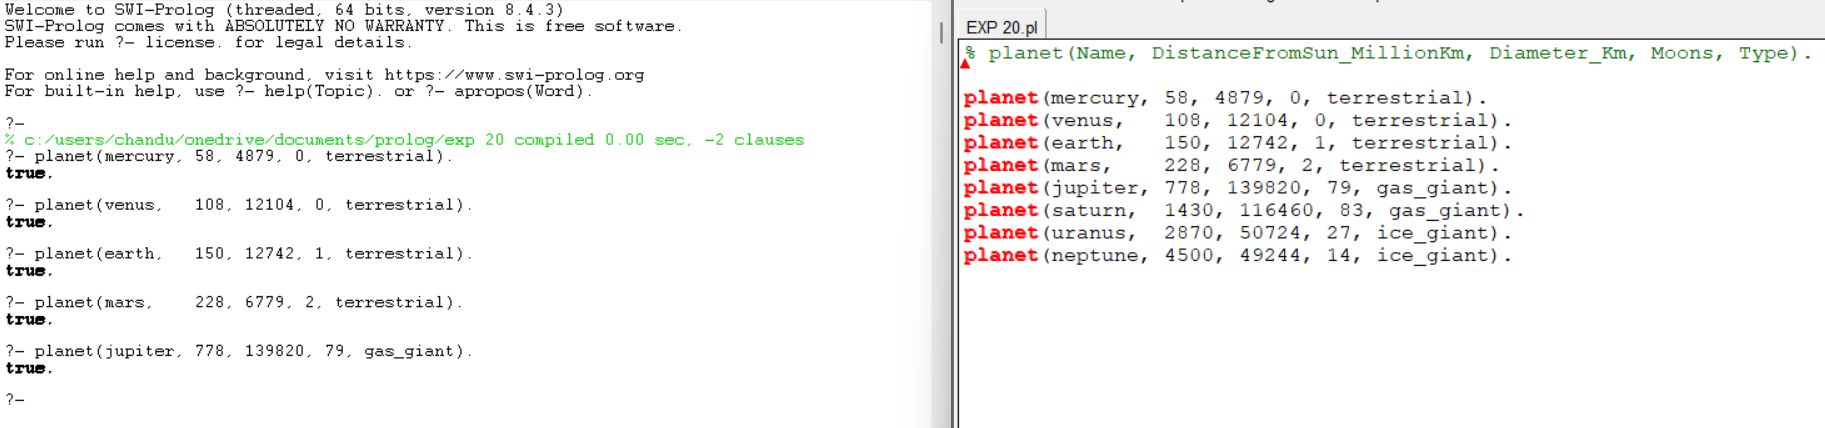 Welcome to SWI-Prolog (threaded, 64 bits, version 8.4.3)
SWI-Prolog comes with ABSOLUTELY NO WARRANTY. This is free software.
Please run ?- license. for legal details.
For online help and background, visit https://www.swi-prolog.org
For built-in help, use ?- help(Topic). or ?- apropos(Word).
?-
% c:/users/chandu/onedrive/documents/prolog/exp 20 compiled 0.00 sec, -2 clauses
?- planet(mercury, 58, 4879, 0, terrestrial).
true.
?- planet(venus,   108, 12104, 0, terrestrial).
true.
?- planet(earth,   150, 12742, 1, terrestrial).
true.
?- planet(mars,    228, 6779, 2, terrestrial).
true.
?- planet(jupiter, 778, 139820, 79, gas_giant).
true.
?-
EXP 20.pl
% planet(Name, DistanceFromSun_MillionKm, Diameter_Km, Moons, Type).
planet(mercury, 58, 4879, 0, terrestrial).
planet(venus,   108, 12104, 0, terrestrial).
planet(earth,   150, 12742, 1, terrestrial).
planet(mars,    228, 6779, 2, terrestrial).
planet(jupiter, 778, 139820, 79, gas_giant).
planet(saturn,  1430, 116460, 83, gas_giant).
planet(uranus,  2870, 50724, 27, ice_giant).
planet(neptune, 4500, 49244, 14, ice_giant).